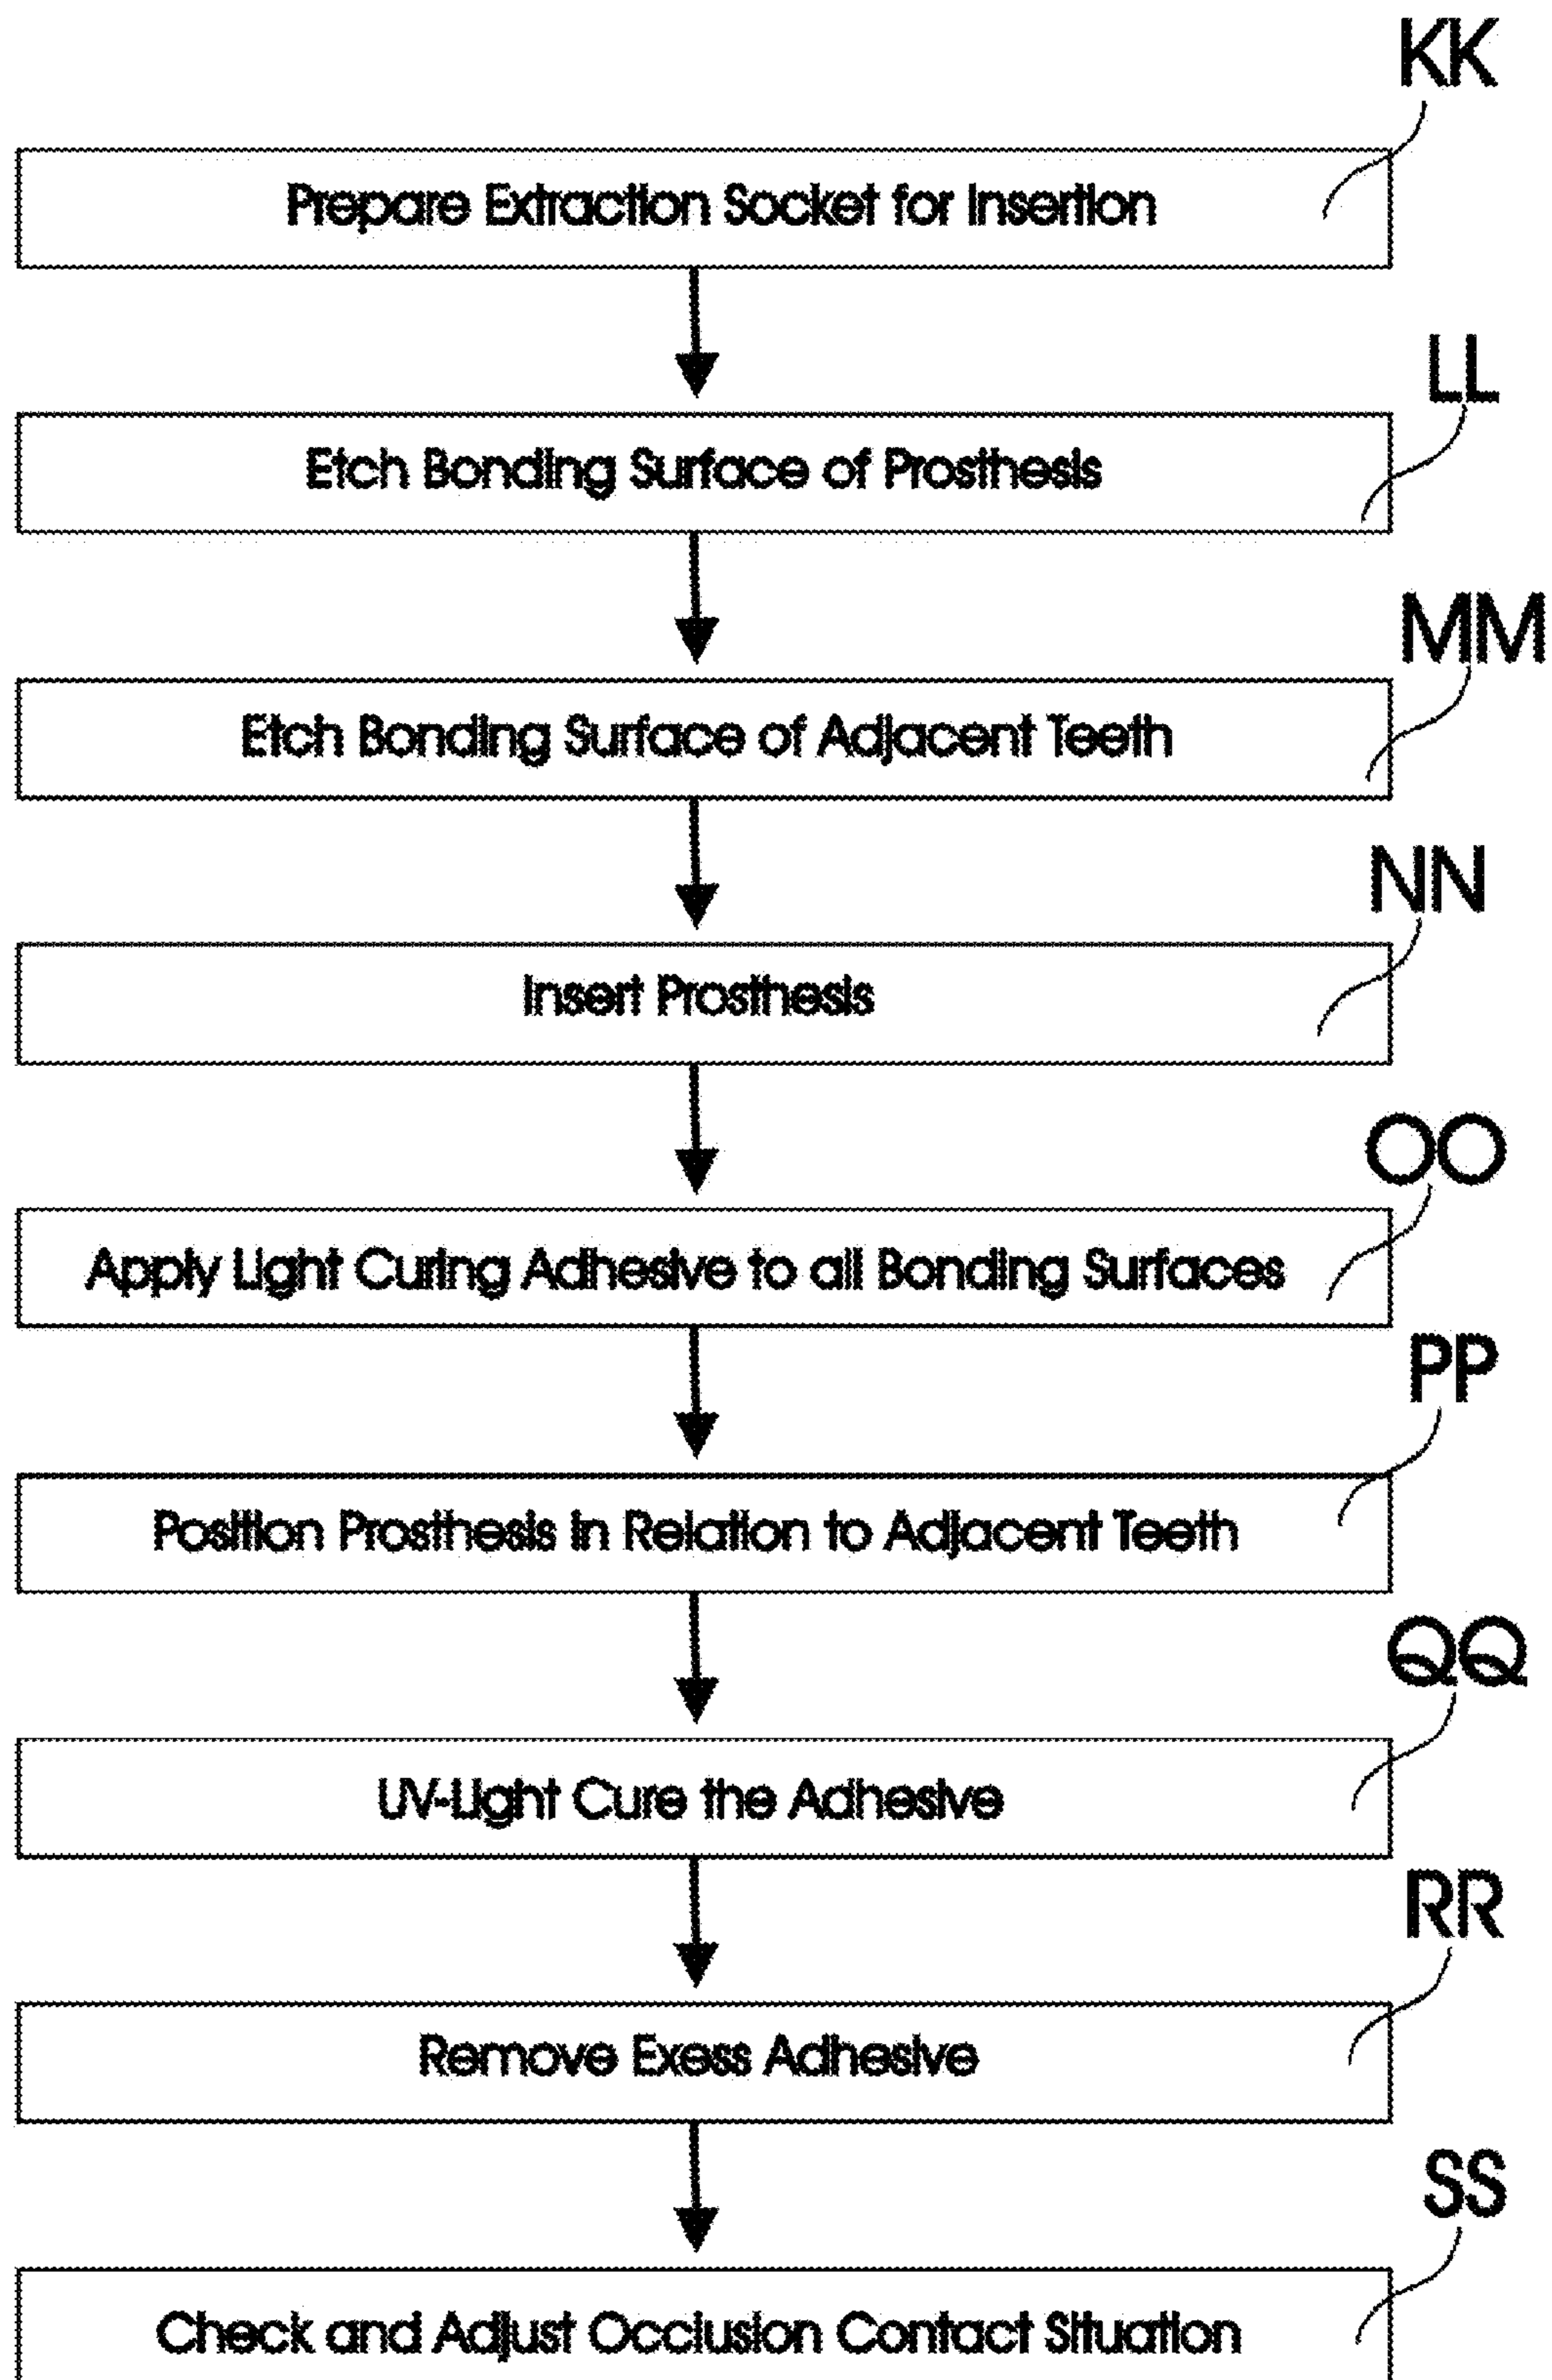 KK
Prepare Extraction Socket for Insertion
LL
Etch Bonding Surface of Prosthesis
MM
Etch Bonding Surface of Adjacent Teeth
NN
Insert Prosthesis
OO
Apply Light Curing Adhesive to all Bonding Surfaces
PP
Position Prosthesis in Relation to Adjacent Teeth
QQ
UV-Light Cure the Adhesive
RR
Remove Exess Adhesive
SS
Check and Adjust Occlusion Contact Situation